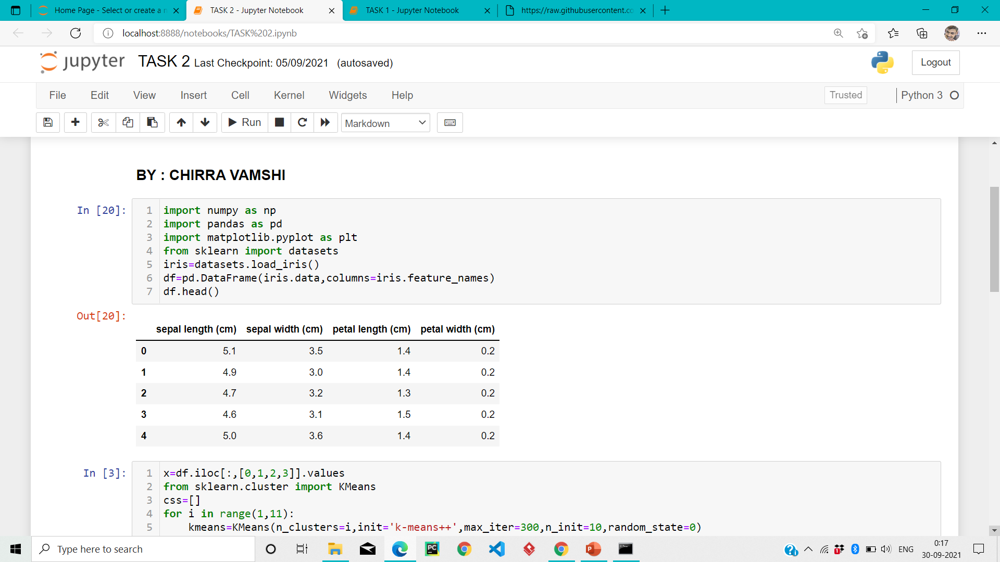 Home Page - Select or create a n
TASK 2 - Jupyter Notebook
TASK 1 - Jupyter Notebook
https://raw.githubusercontent.co
localhost:8888/notebooks/TASK%202.ipynb
jupyter TASK 2 Last Checkpoint: 05/09/2021 (autosaved)
Logout
File Edit View Insert Cell Kernel Widgets Help
Trusted
Python 3
Run
Markdown
BY : CHIRRA VAMSHI
In [20]:
1 import numpy as np
2 import pandas as pd
3 import matplotlib.pyplot as plt
4 from sklearn import datasets
5 iris=datasets.load_iris()
6 df=pd.DataFrame(iris.data,columns=iris.feature_names)
7 df.head()
Out[20]:
sepal length (cm) sepal width (cm) petal length (cm) petal width (cm)
0 5.1 3.5 1.4 0.2
1 4.9 3.0 1.4 0.2
2 4.7 3.2 1.3 0.2
3 4.6 3.1 1.5 0.2
4 5.0 3.6 1.4 0.2
In [3]:
1 x=df.iloc[:,[0,1,2,3]].values
2 from sklearn.cluster import KMeans
3 css=[]
4 for i in range(1,11):
5     kmeans=KMeans(n_clusters=i,init='k-means++',max_iter=300,n_init=10,random_state=0)
Type here to search
PC
P
1
ENG
0:17
30-09-2021